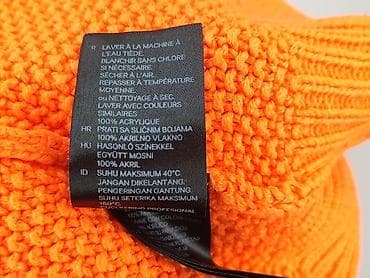 R LAVER À LA MACHINE À
L'EAU TIÈDE.
BLANCHIR SANS CHLORE
SI NÉCESSAIRE.
SÉCHER À L'AIR.
REPASSER À TEMPÉRATURE
MOYENNE.
ou NETTOYAGE À SEC.
LAVER AVEC COULEURS
SIMILAIRES
100% ACRYLIQUE
HR PRATI SA SLIČNIM BOJAMA
100% AKRILNO VLAKNO
HU HASONLÓ SZÍNEKKEL
EGYÜTT MOSNI
100% AKRIL
ID SUHU MAKSIMUM 40°C
JANGAN DIKELANTANG.
PENGERINGAN GANTUNG.
SUHU SETERIKA MAKSIMUM
150°C
PROFESIONAL